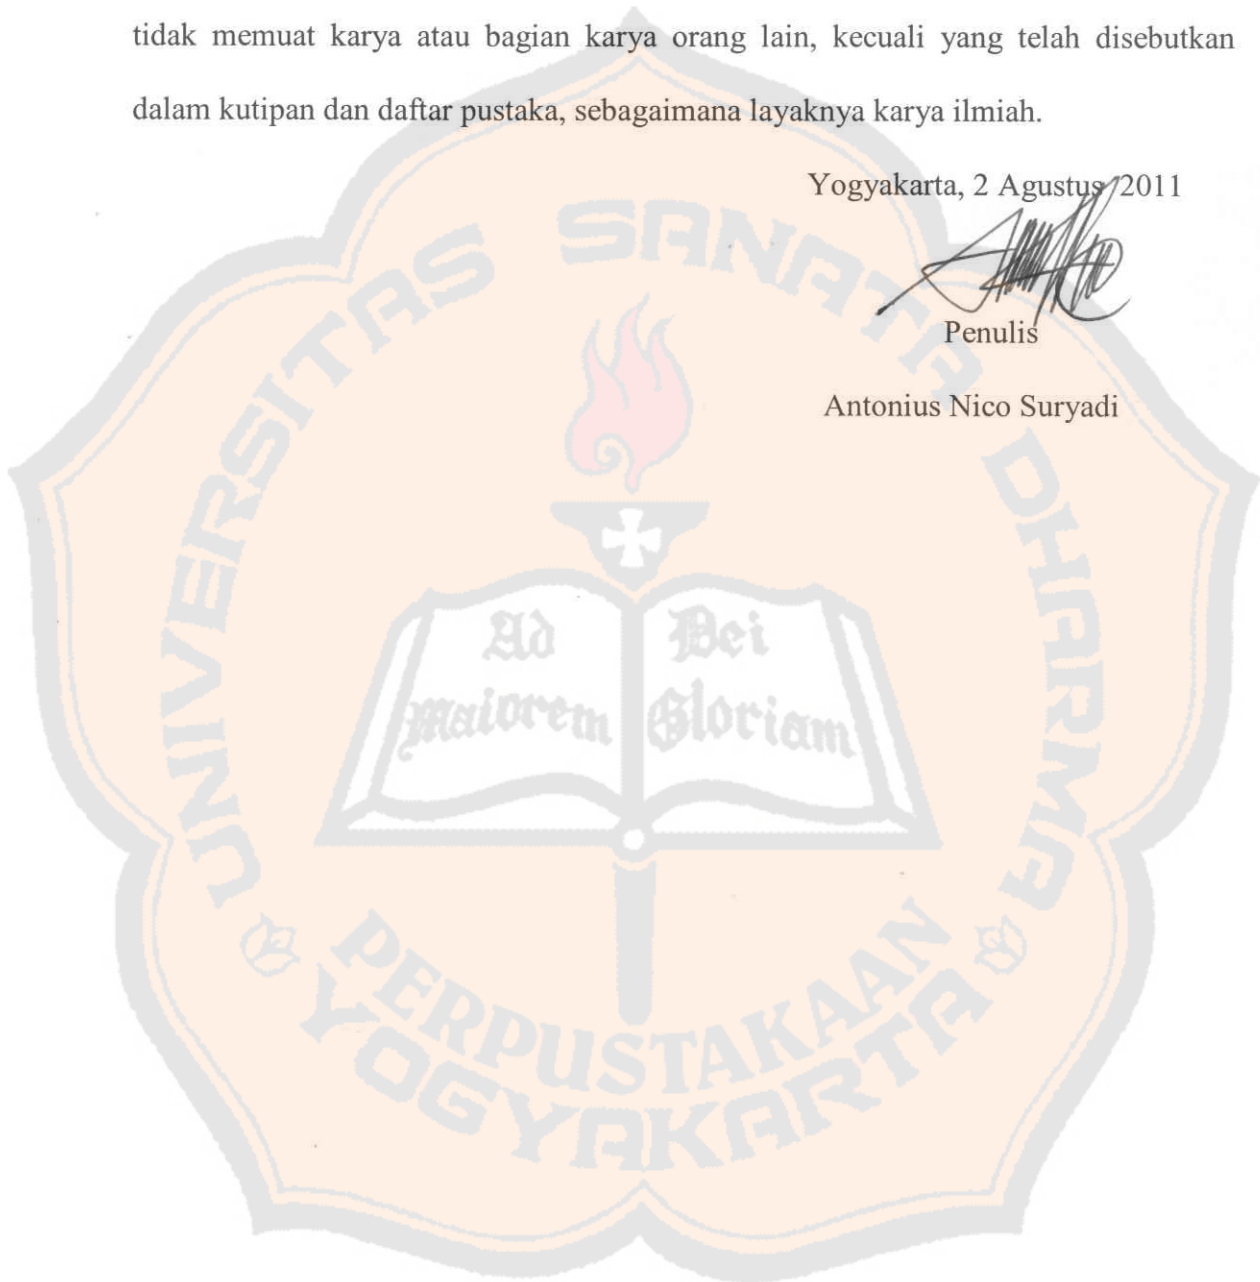 tidak memuat karya atau bagian karya orang lain, kecuali yang telah disebutkan
dalam kutipan dan daftar pustaka, sebagaimana layaknya karya ilmiah.
Yogyakarta, 2 Agustus 2011
Penulis
Antonius Nico Suryadi
UNIVERSITAS SANATA DHARMA
Ad Dei
maiorem Gloriam
PERPUSTAKAAN
YOGYAKARTA